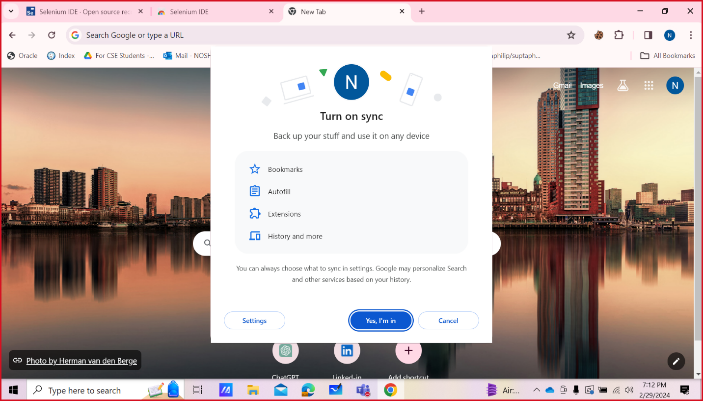 Selenium IDE - Open source rec
Selenium IDE
New Tab
Search Google or type a URL
N
Oracle
Index
For CSE Students -...
Mail - NOSH
aphilip/suptaph...
All Bookmarks
N
Gmail
Images
N
Turn on sync
Back up your stuff and use it on any device
Bookmarks
Autofill
Extensions
History and more
You can always choose what to sync in settings. Google may personalize Search
and other services based on your history.
Settings
Yes, I'm in
Cancel
Photo by Herman van den Berge
ChatGPT
Linked-in
Add shortcut
Type here to search
Air:...
7:12 PM
2/29/2024